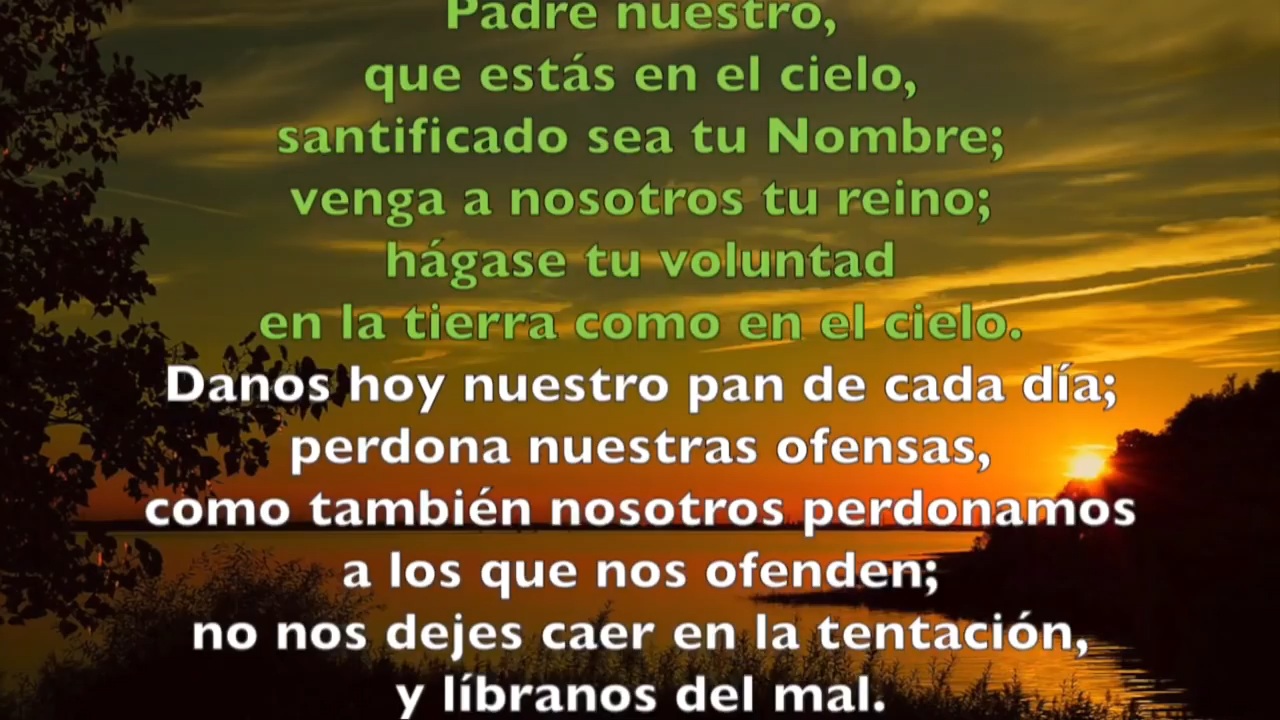 Padre nuestro,
que estás en el cielo,
santificado sea tu Nombre;
venga a nosotros tu reino;
hágase tu voluntad
en la tierra como en el cielo.
Danos hoy nuestro pan de cada día;
perdona nuestras ofensas,
como también nosotros perdonamos
a los que nos ofenden;
no nos dejes caer en la tentación,
y líbranos del mal.